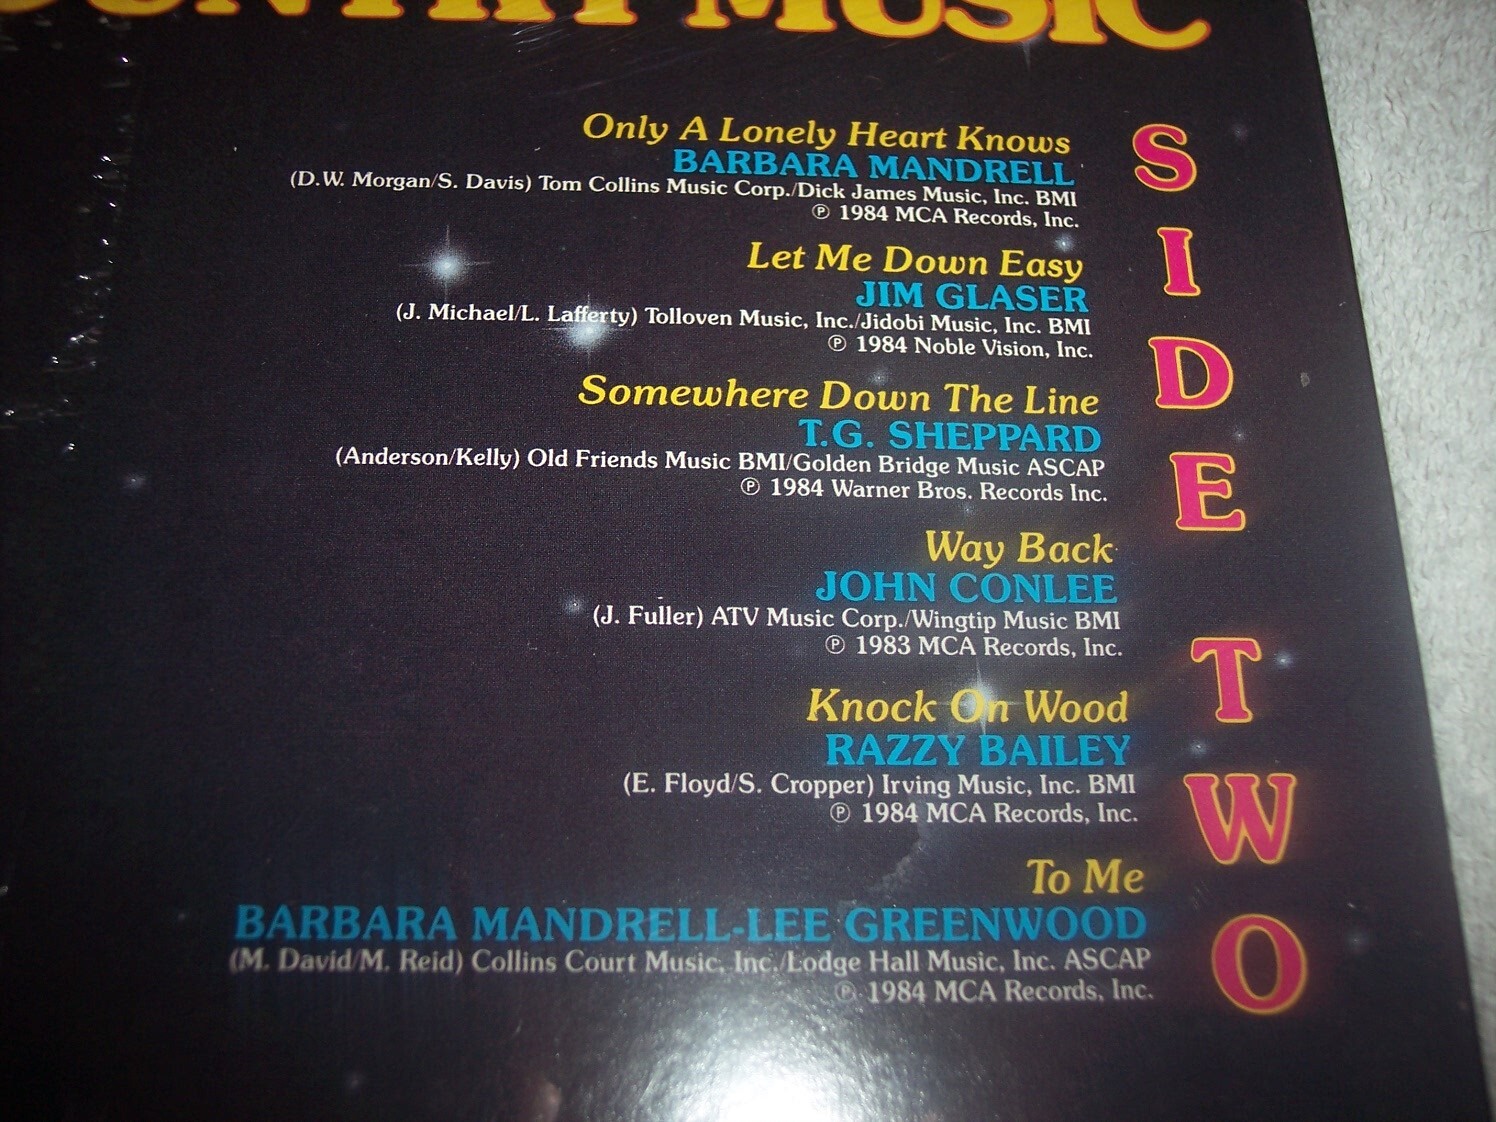 MUSIC
Only A Lonely Heart Knows
BARBARA MANDRELL
(D.W. Morgan/S. Davis) Tom Collins Music Corp./Dick James Music, Inc. BMI
℗ 1984 MCA Records, Inc.
Let Me Down Easy
JIM GLASER
(J. Michael/L. Lafferty) Tolloven Music, Inc./Jidobi Music, Inc. BMI
℗ 1984 Noble Vision, Inc.
Somewhere Down The Line
T.G. SHEPPARD
(Anderson/Kelly) Old Friends Music BMI/Golden Bridge Music ASCAP
℗ 1984 Warner Bros. Records Inc.
Way Back
JOHN CONLEE
(J. Fuller) ATV Music Corp./Wingtip Music BMI
℗ 1983 MCA Records, Inc.
Knock On Wood
RAZZY BAILEY
(E. Floyd/S. Cropper) Irving Music, Inc. BMI
℗ 1984 MCA Records, Inc.
To Me
BARBARA MANDRELL-LEE GREENWOOD
(M. David/M. Reid) Collins Court Music, Inc./Lodge Hall Music, Inc. ASCAP
℗ 1984 MCA Records, Inc.
SIDE TWO